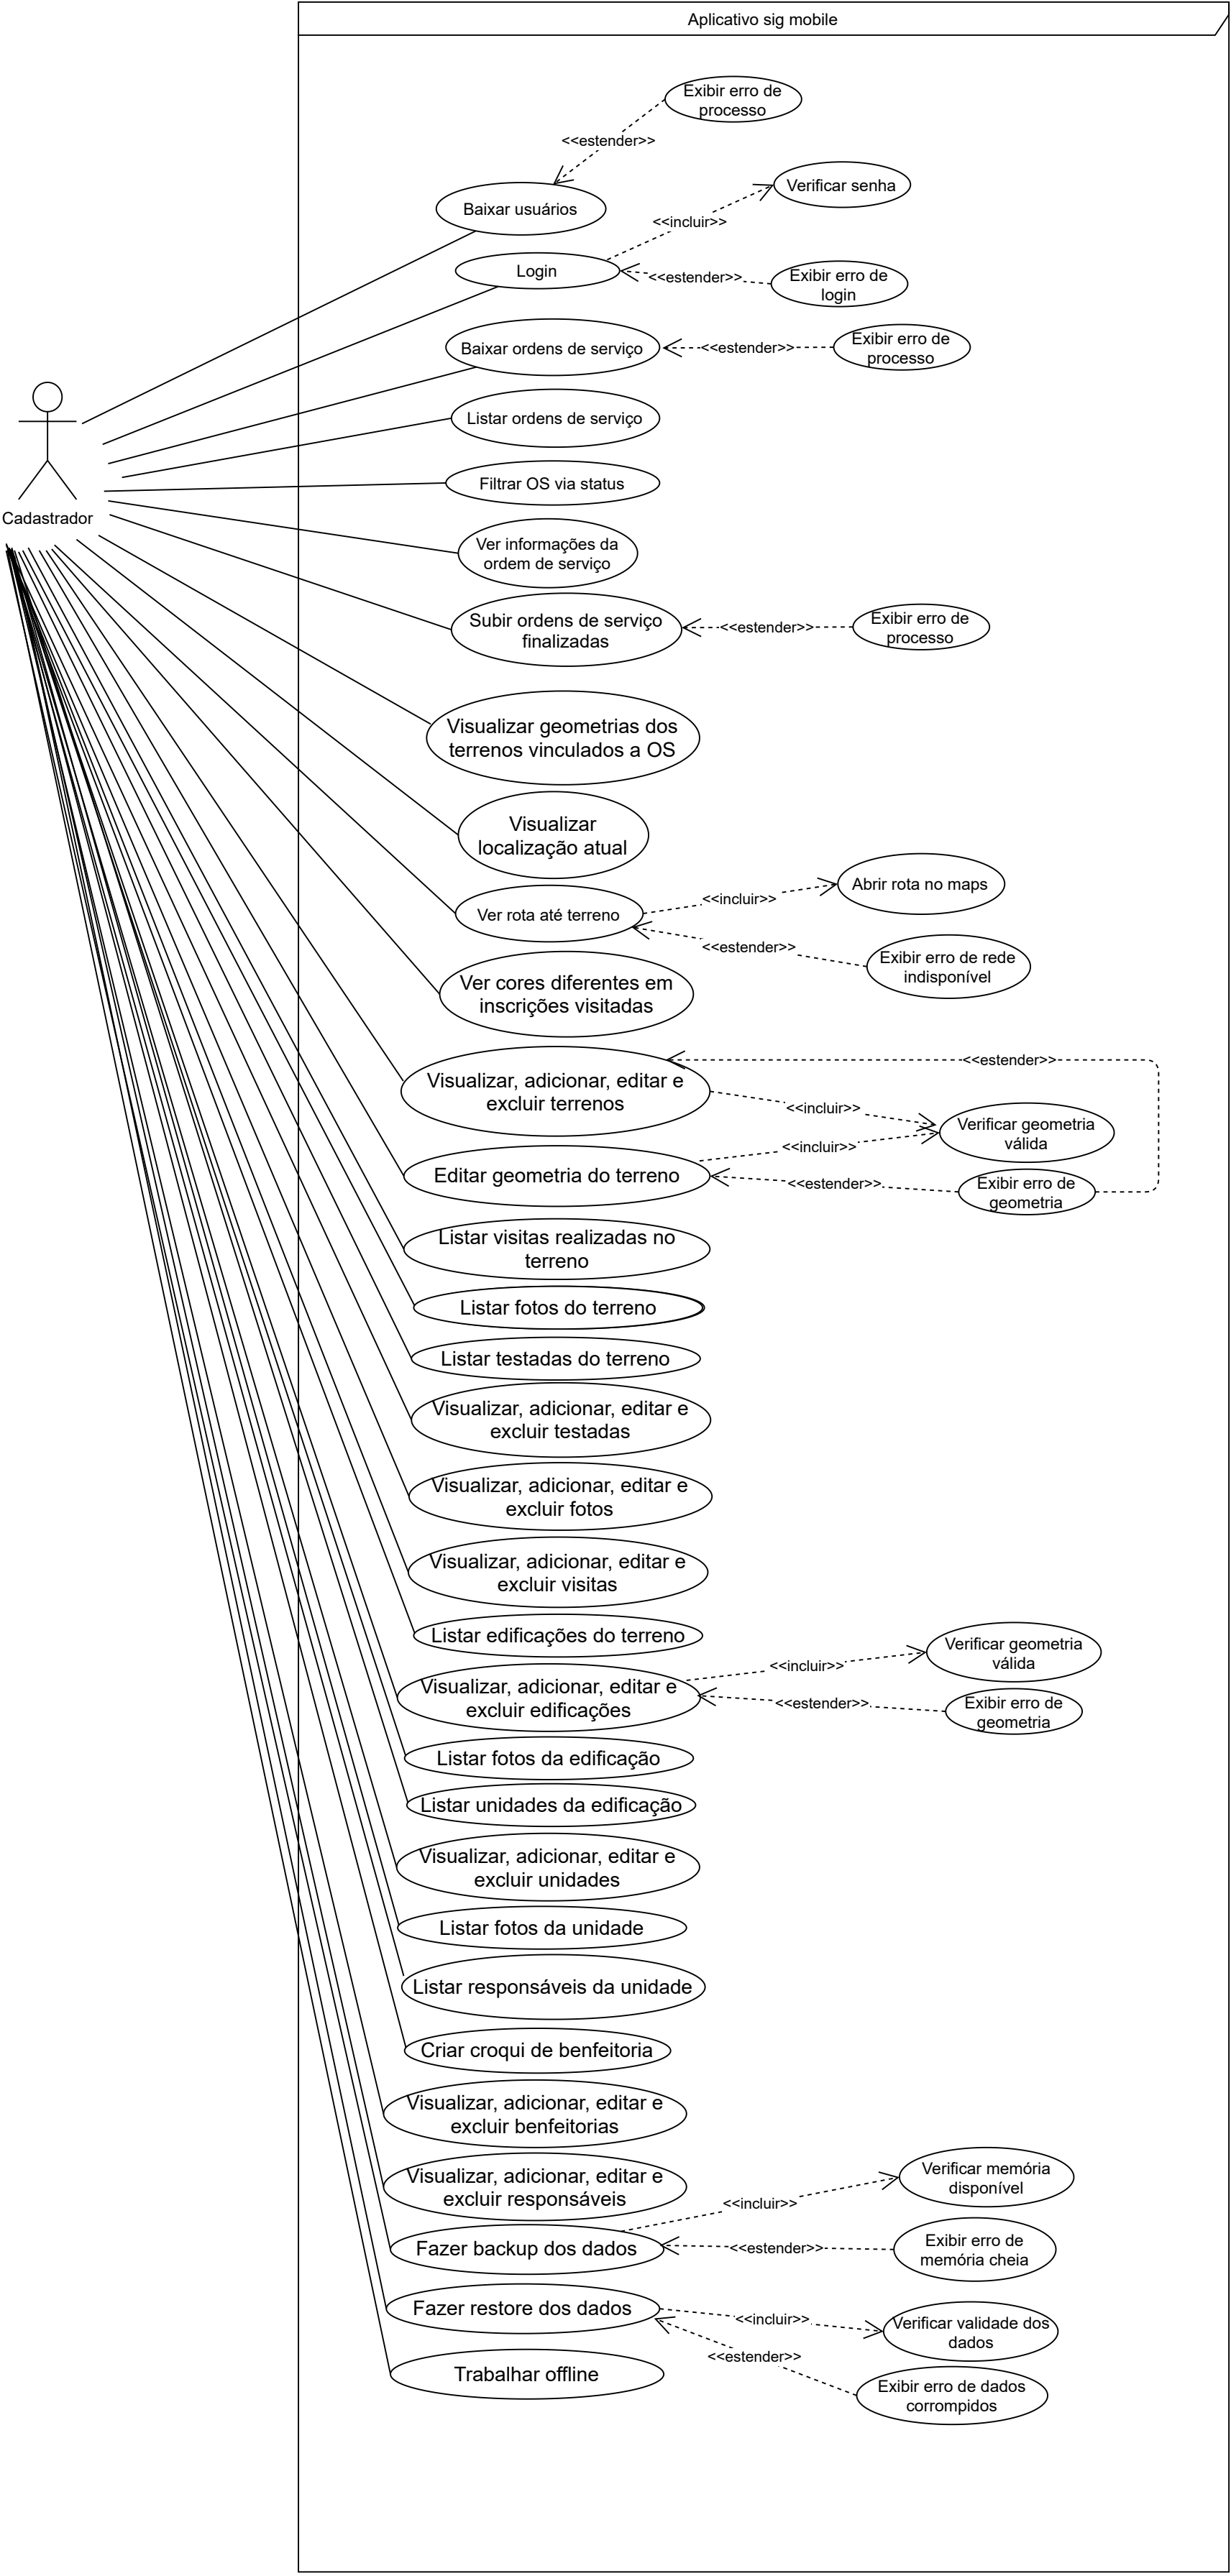 Aplicativo sig mobile
Exibir erro de
processo
<<estender>>
Baixar usuários
Verificar senha
<<incluir>>
Login
<<estender>>
Exibir erro de
login
Baixar ordens de serviço
<<estender>>
Exibir erro de
processo
Listar ordens de serviço
Filtrar OS via status
Cadastrador
Ver informações da
ordem de serviço
Subir ordens de serviço
finalizadas
<<estender>>
Exibir erro de
processo
Visualizar geometrias dos
terrenos vinculados a OS
Visualizar
localização atual
Ver rota até terreno
<<incluir>>
Abrir rota no maps
<<estender>>
Exibir erro de rede
indisponível
Ver cores diferentes em
inscrições visitadas
<<estender>>
Visualizar, adicionar, editar e
excluir terrenos
<<incluir>>
Verificar geometria
válida
<<incluir>>
Editar geometria do terreno
<<estender>>
Exibir erro de
geometria
Listar visitas realizadas no
terreno
Listar fotos do terreno
Listar testadas do terreno
Visualizar, adicionar, editar e
excluir testadas
Visualizar, adicionar, editar e
excluir fotos
Visualizar, adicionar, editar e
excluir visitas
Listar edificações do terreno
Visualizar, adicionar, editar e
excluir edificações
<<incluir>>
Verificar geometria
válida
<<estender>>
Exibir erro de
geometria
Listar fotos da edificação
Listar unidades da edificação
Visualizar, adicionar, editar e
excluir unidades
Listar fotos da unidade
Listar responsáveis da unidade
Criar croqui de benfeitoria
Visualizar, adicionar, editar e
excluir benfeitorias
Visualizar, adicionar, editar e
excluir responsáveis
<<incluir>>
Verificar memória
disponível
Fazer backup dos dados
<<estender>>
Exibir erro de
memória cheia
Fazer restore dos dados
<<incluir>>
Verificar validade dos
dados
<<estender>>
Exibir erro de dados
corrompidos
Trabalhar offline